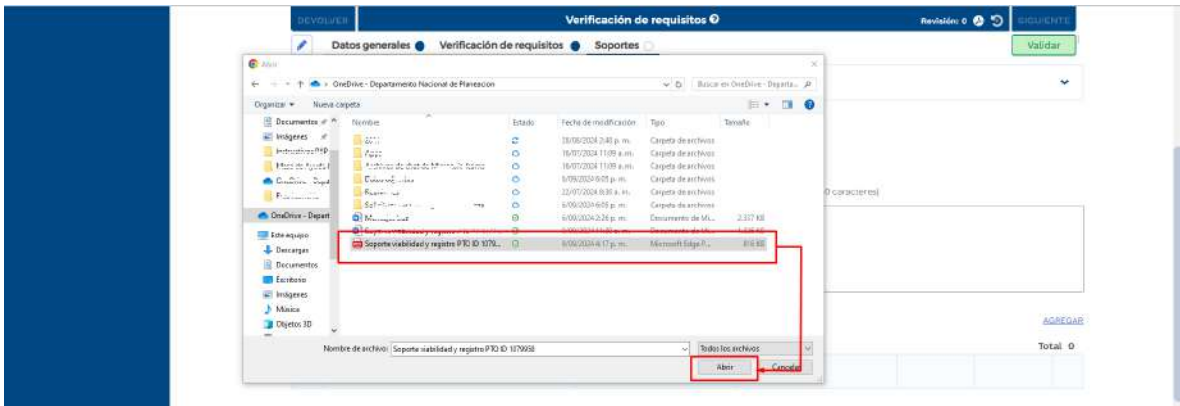 DEVOLVER Verificación de requisitos Revisión: 0 SIGUIENTE
Datos generales Verificación de requisitos Soportes Validar
Abrir
OneDrive - Departamento Nacional de Planeacion Buscar en OneDrive - Departa...
Organizar Nueva carpeta
Documentos Nombre Estado Fecha de modificación Tipo Tamaño
Imágenes 28/08/2024 2:40 p. m. Carpeta de archivos
16/07/2024 11:09 a. m. Carpeta de archivos
16/07/2024 11:09 a. m. Carpeta de archivos
OneDrive - Depart 6/09/2024 6:05 p. m. Carpeta de archivos
22/07/2024 8:30 a. m. Carpeta de archivos
0 caracteres)
6/09/2024 6:05 p. m. Carpeta de archivos
OneDrive - Depart 6/09/2024 2:26 p. m. Documento de Mi... 2.357 KB
Este equipo
Descargas Soporte viabilidad y registro PTO ID 1079... 6/09/2024 4:17 p. m. Microsoft Edge P... 816 KB
Documentos
Escritorio
Imágenes
Música
Objetos 3D
AGREGAR
Nombre de archivo: Soporte viabilidad y registro PTO ID 1079938 Todos los archivos
Total 0
Abrir Cancelar